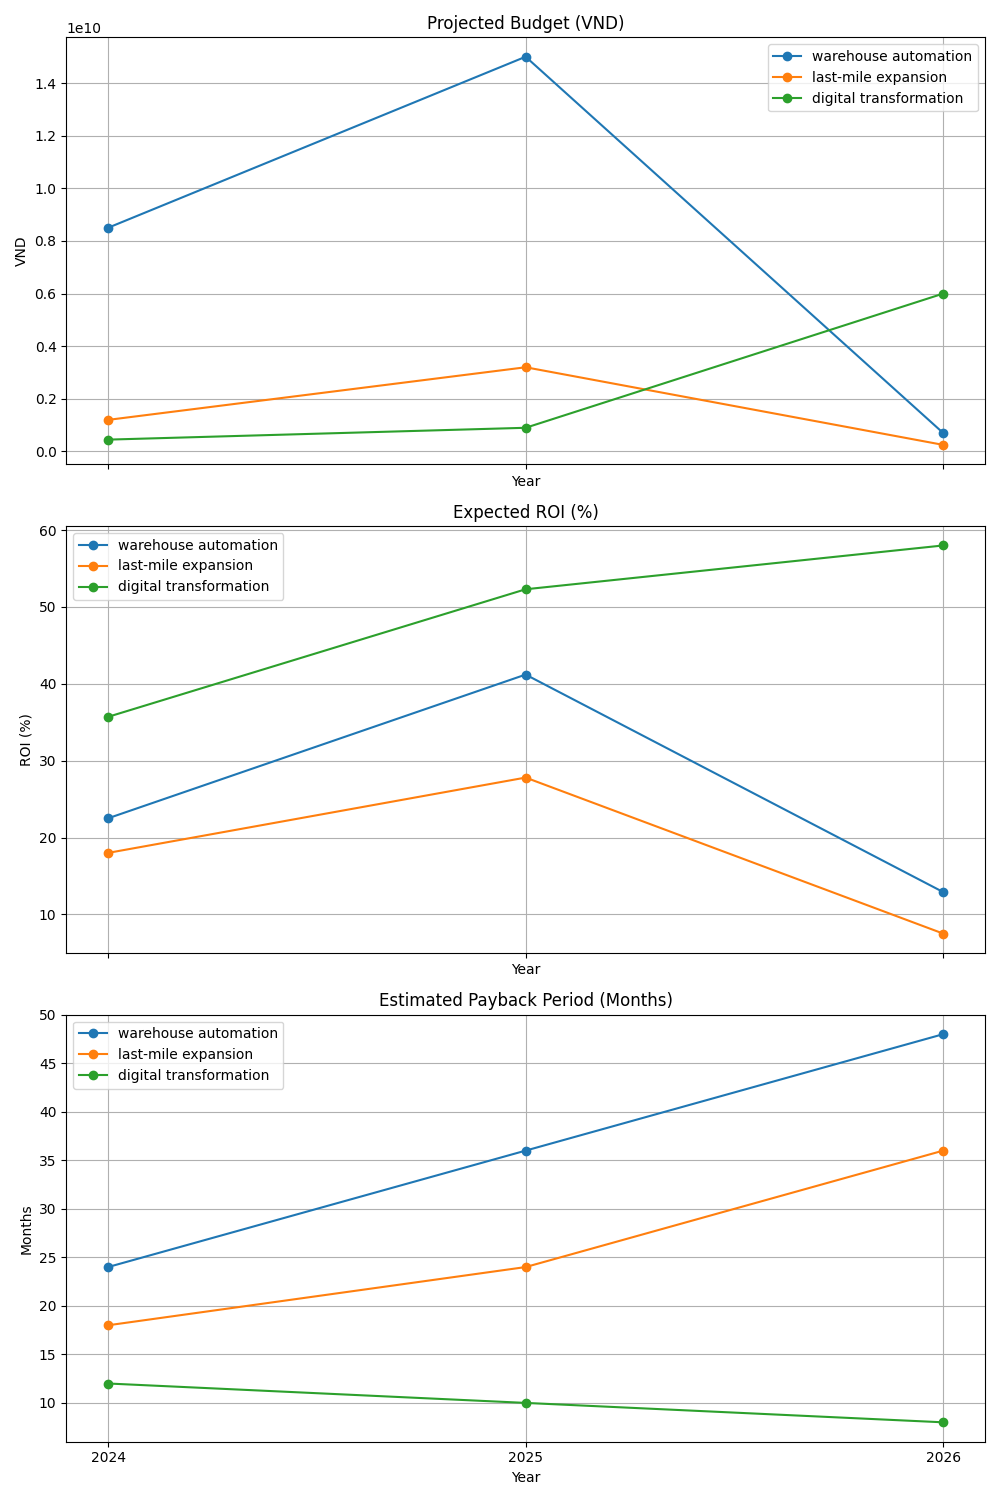 Projected Budget (VND)
1e10
1.4
1.2
1.0
0.8
0.6
0.4
0.2
0.0
VND
Year
warehouse automation
last-mile expansion
digital transformation
Expected ROI (%)
60
50
40
30
20
10
ROI (%)
Year
warehouse automation
last-mile expansion
digital transformation
Estimated Payback Period (Months)
50
45
40
35
30
25
20
15
10
Months
2024
2025
2026
Year
warehouse automation
last-mile expansion
digital transformation